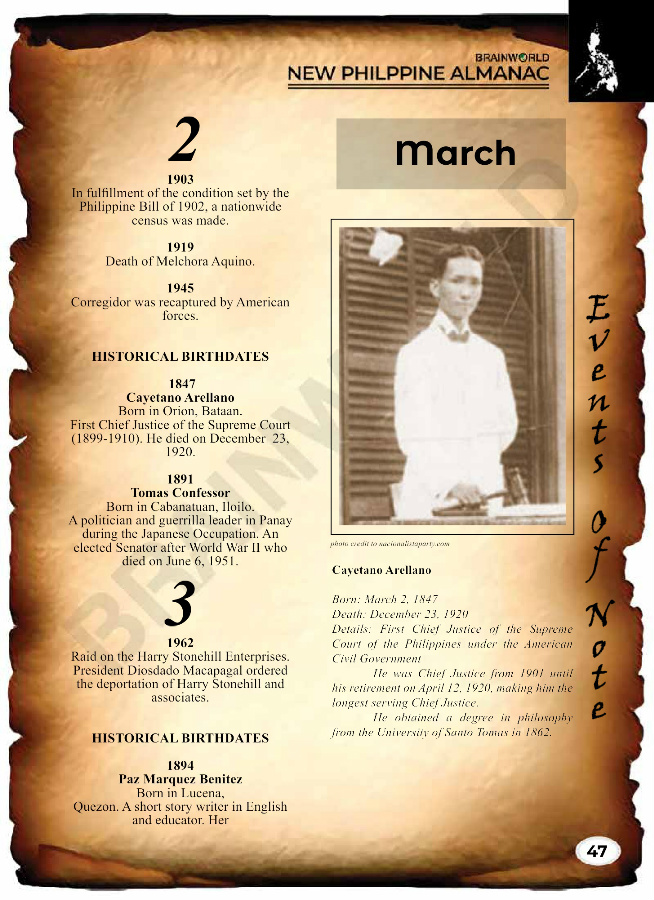 BRAINWORLD
NEW PHILPPINE ALMANAC
2
1903
In fulfillment of the condition set by the
Philippine Bill of 1902, a nationwide
census was made.
1919
Death of Melchora Aquino.
1945
Corregidor was recaptured by American
forces.
HISTORICAL BIRTHDATES
1847
Cayetano Arellano
Born in Orion, Bataan.
First Chief Justice of the Supreme Court
(1899-1910). He died on December 23,
1920.
1891
Tomas Confessor
Born in Cabanatuan, Iloilo.
A politician and guerrilla leader in Panay
during the Japanese Occupation. An
elected Senator after World War II who
died on June 6, 1951.
3
1962
Raid on the Harry Stonehill Enterprises.
President Diosdado Macapagal ordered
the deportation of Harry Stonehill and
associates.
HISTORICAL BIRTHDATES
1894
Paz Marquez Benitez
Born in Lucena,
Quezon. A short story writer in English
and educator. Her
March
photo credit to nacionalistaparty.com
Cayetano Arellano
Born: March 2, 1847
Death: December 23, 1920
Details: First Chief Justice of the Supreme
Court of the Philippines under the American
Civil Government
He was Chief Justice from 1901 until
his retirement on April 12, 1920, making him the
longest serving Chief Justice.
He obtained a degree in philosophy
from the University of Santo Tomas in 1862.
Events of Note
47
BRAINWORLD